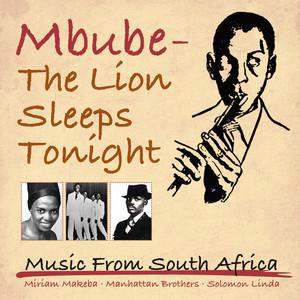 Mbube-
The Lion
Sleeps
Tonight
Music From South Africa
Miriam Makeba · Manhattan Brothers · Solomon Linda